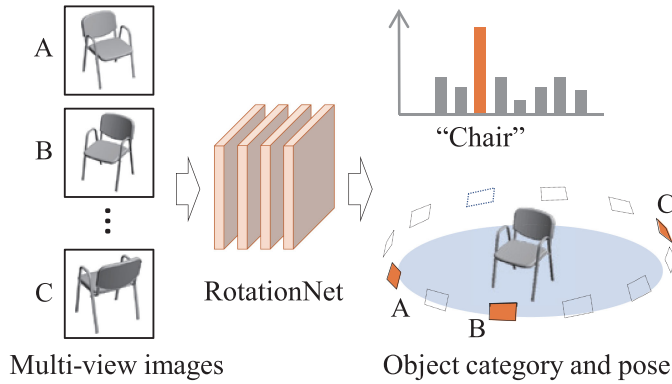 A
B
C
Multi-view images
RotationNet
“Chair”
C
A
B
Object category and pose